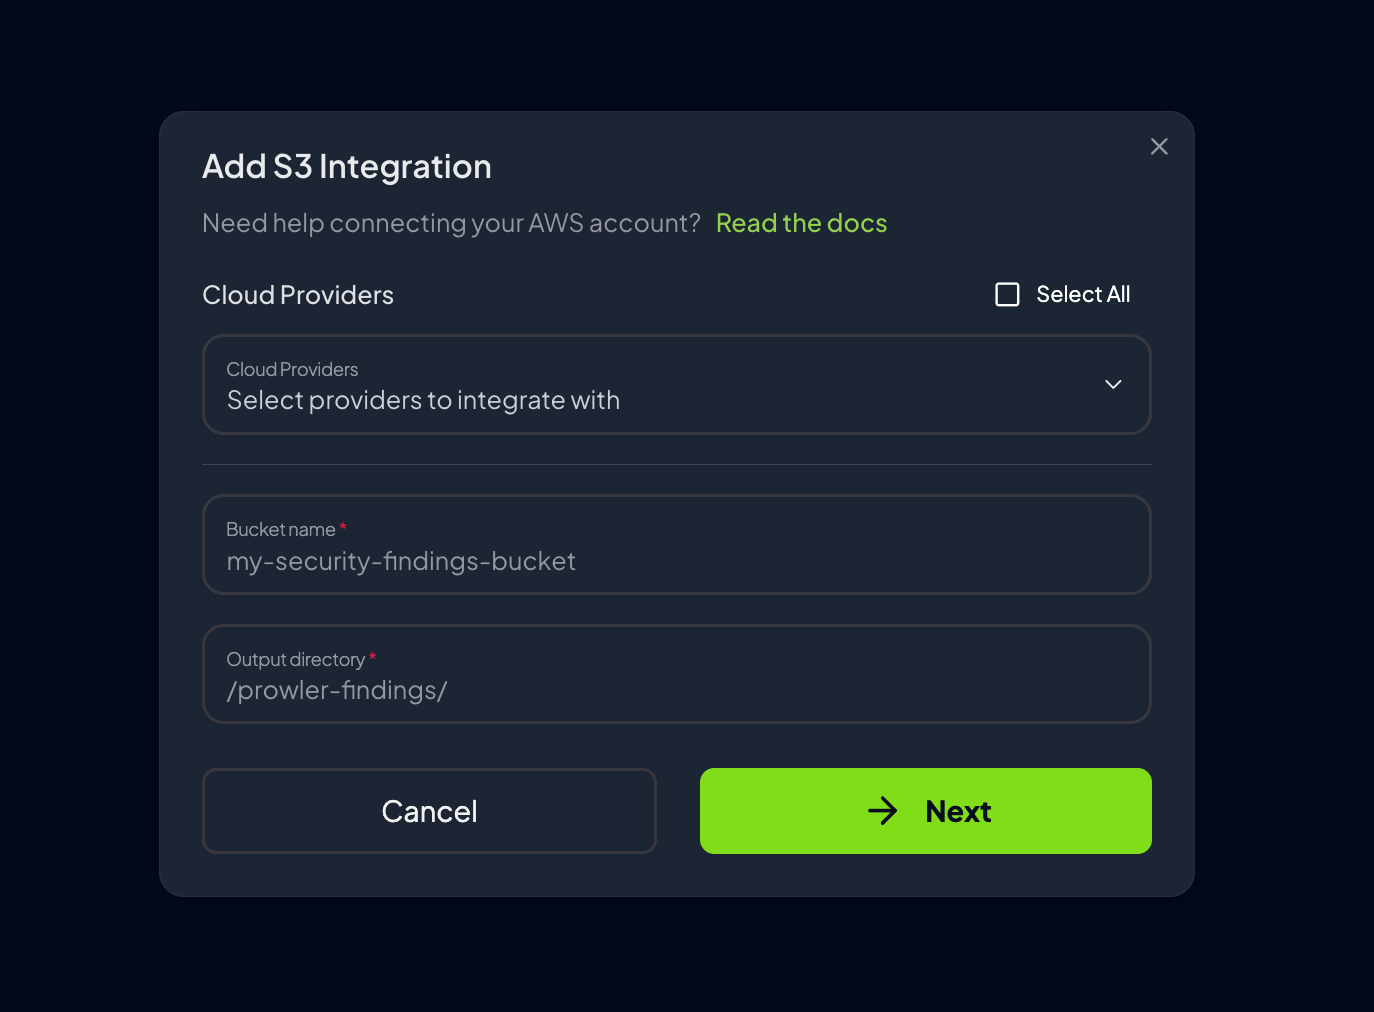 Add S3 Integration
Need help connecting your AWS account? Read the docs
Cloud Providers
Select All
Cloud Providers
Select providers to integrate with
Bucket name *
my-security-findings-bucket
Output directory *
/prowler-findings/
Cancel
Next